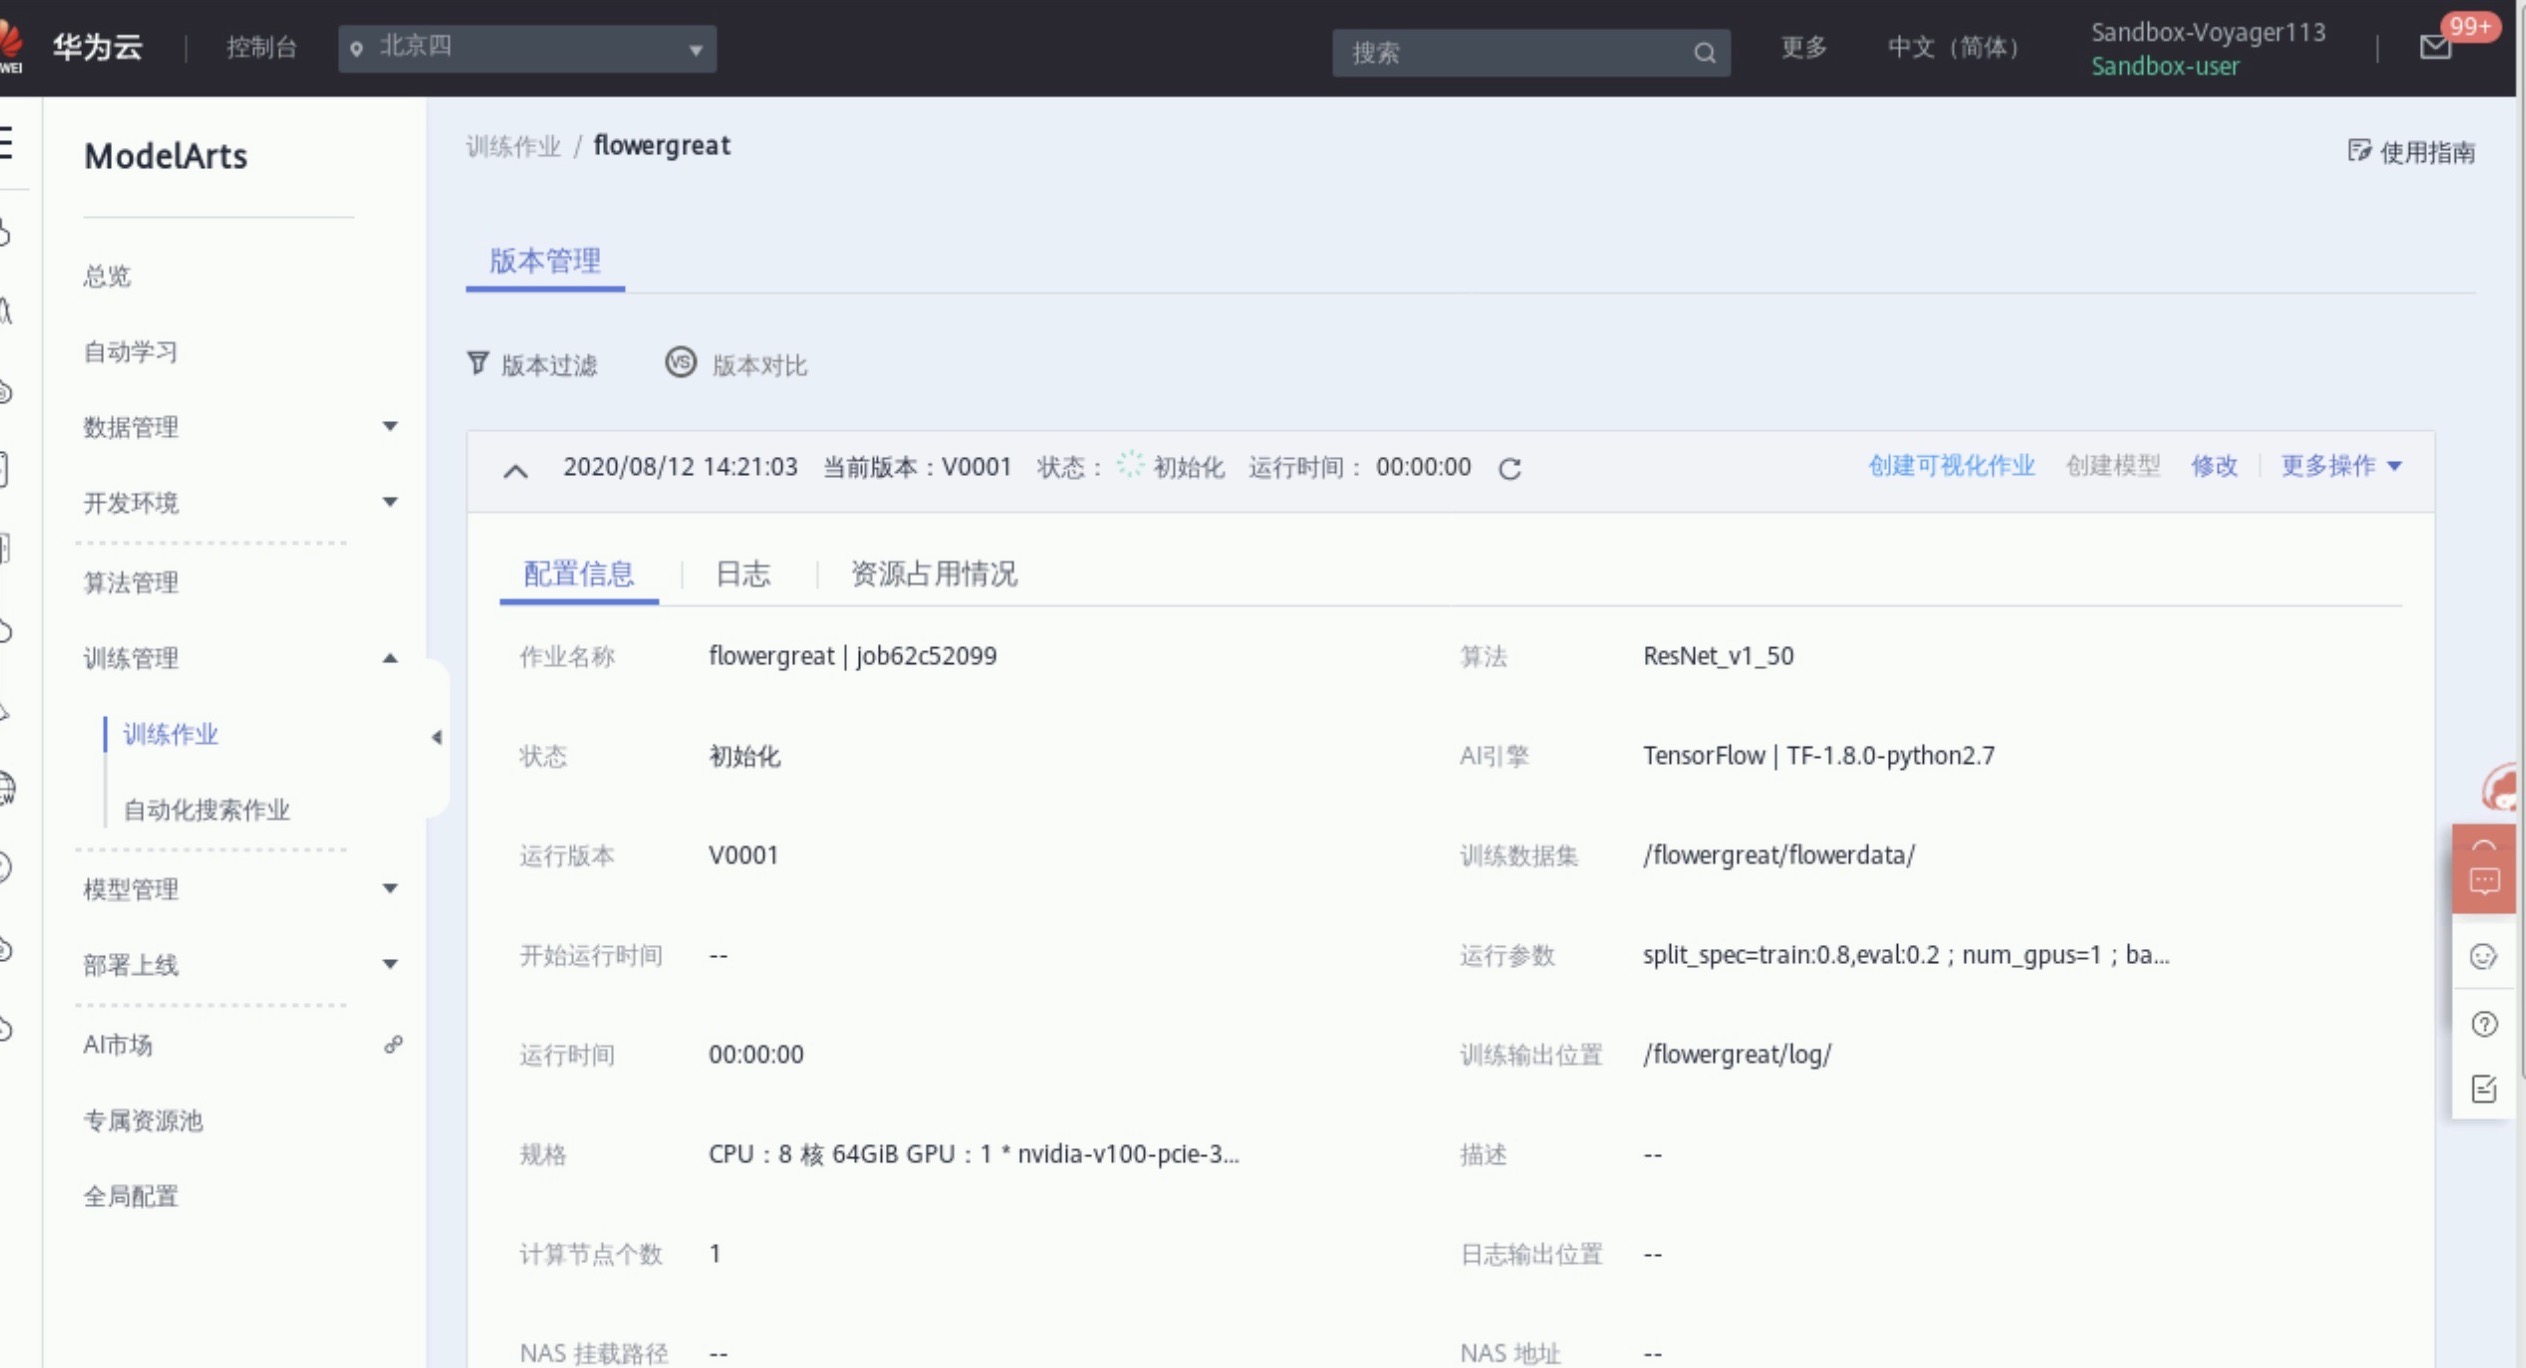 WEI 华为云 控制台 北京四 搜索 更多 中文（简体） Sandbox-Voyager113 99+
Sandbox-user
ModelArts
总览
自动学习
数据管理
开发环境
算法管理
训练管理
训练作业
自动化搜索作业
模型管理
部署上线
AI市场
专属资源池
全局配置
训练作业 / flowergreat
使用指南
版本管理
版本过滤 VS 版本对比
2020/08/12 14:21:03 当前版本：V0001 状态： 初始化 运行时间： 00:00:00 创建可视化作业 创建模型 修改 更多操作
配置信息 日志 资源占用情况
作业名称 flowergreat | job62c52099 算法 ResNet_v1_50
状态 初始化 AI引擎 TensorFlow | TF-1.8.0-python2.7
运行版本 V0001 训练数据集 /flowergreat/flowerdata/
开始运行时间 -- 运行参数 split_spec=train:0.8,eval:0.2；num_gpus=1；ba...
运行时间 00:00:00 训练输出位置 /flowergreat/log/
规格 CPU：8 核 64GiB GPU：1 * nvidia-v100-pcie-3... 描述 --
计算节点个数 1 日志输出位置 --
NAS 挂载路径 -- NAS 地址 --